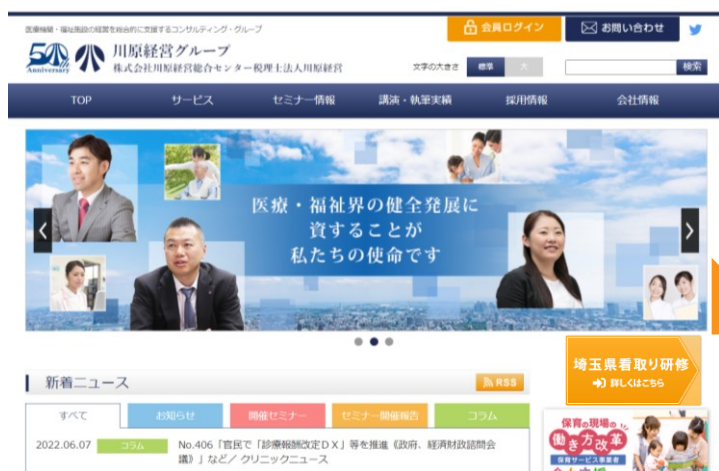 医療機関・福祉施設の経営を総合的に支援するコンサルティング・グループ
会員ログイン
お問い合わせ
50 Anniversary
川原経営グループ
株式会社川原経営総合センター税理士法人川原経営
文字の大きさ 標準 大
検索
TOP サービス セミナー情報 講演・執筆実績 採用情報 会社情報
医療・福祉界の健全発展に
資することが
私たちの使命です
新着ニュース
RSS
埼玉県看取り研修
詳しくはこちら
すべて お知らせ 開催セミナー セミナー開催報告 コラム
2022.06.07 コラム No.406「官民で「診療報酬改定DX」等を推進《政府、経済財政諮問会
議》」など／ クリニックニュース
保育の現場の
働き方改革
保育サービス事業者